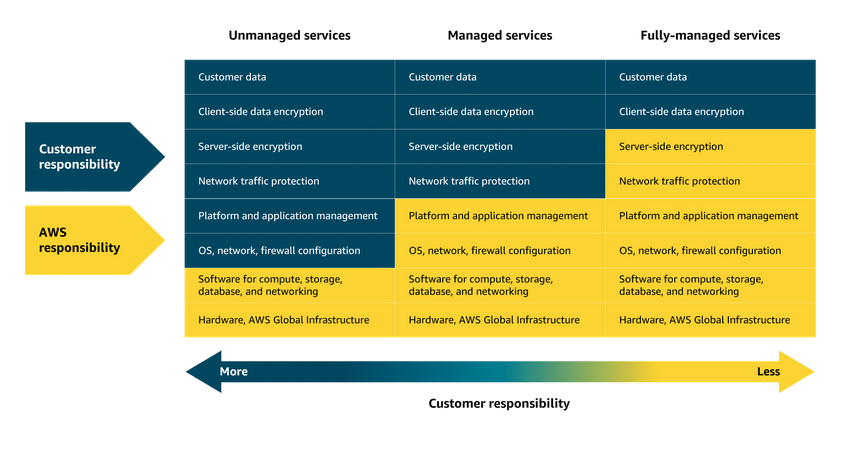 Unmanaged services
Managed services
Fully-managed services
Customer data
Customer data
Customer data
Client-side data encryption
Client-side data encryption
Client-side data encryption
Customer
responsibility
Server-side encryption
Server-side encryption
Server-side encryption
Network traffic protection
Network traffic protection
Network traffic protection
AWS
responsibility
Platform and application management
Platform and application management
Platform and application management
OS, network, firewall configuration
OS, network, firewall configuration
OS, network, firewall configuration
Software for compute, storage,
database, and networking
Software for compute, storage,
database, and networking
Software for compute, storage,
database, and networking
Hardware, AWS Global Infrastructure
Hardware, AWS Global Infrastructure
Hardware, AWS Global Infrastructure
More
Less
Customer responsibility